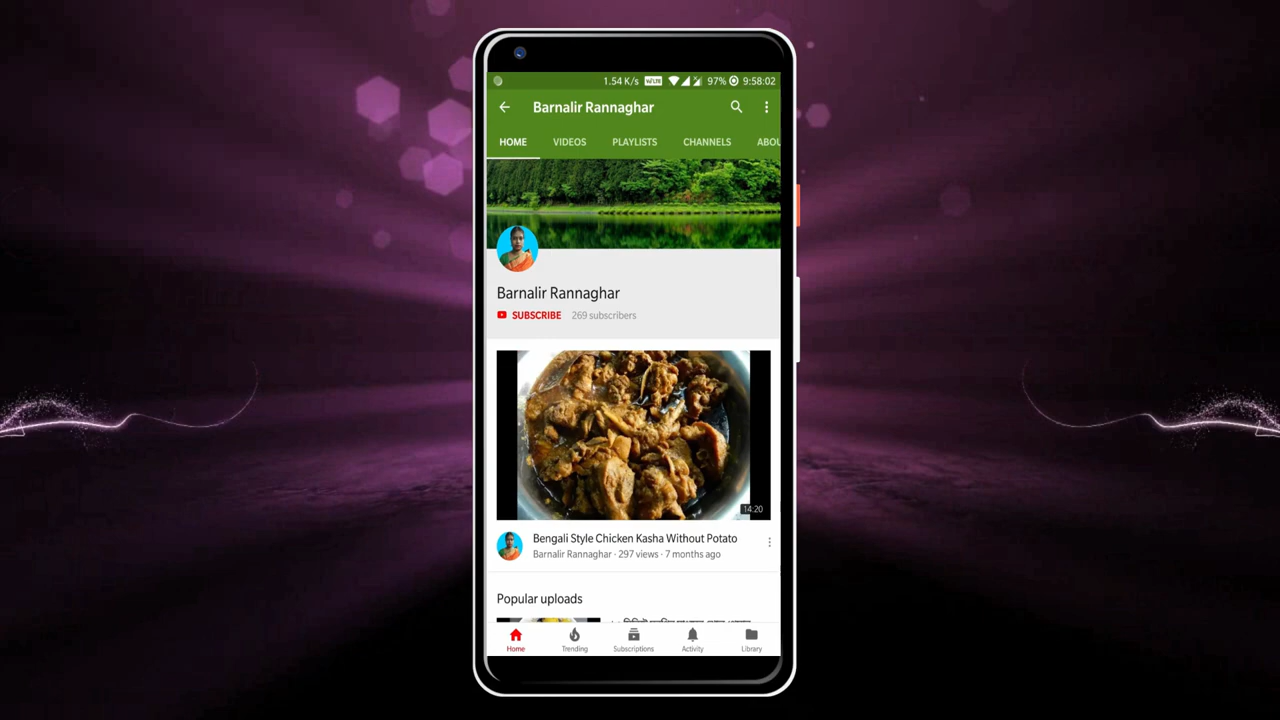 1.54 K/s VoLTE 97% 9:58:02
Barnalir Rannaghar
HOME VIDEOS PLAYLISTS CHANNELS ABOU
Barnalir Rannaghar
SUBSCRIBE 269 subscribers
14:20
Bengali Style Chicken Kasha Without Potato
Barnalir Rannaghar · 297 views · 7 months ago
Popular uploads
Home Trending Subscriptions Activity Library